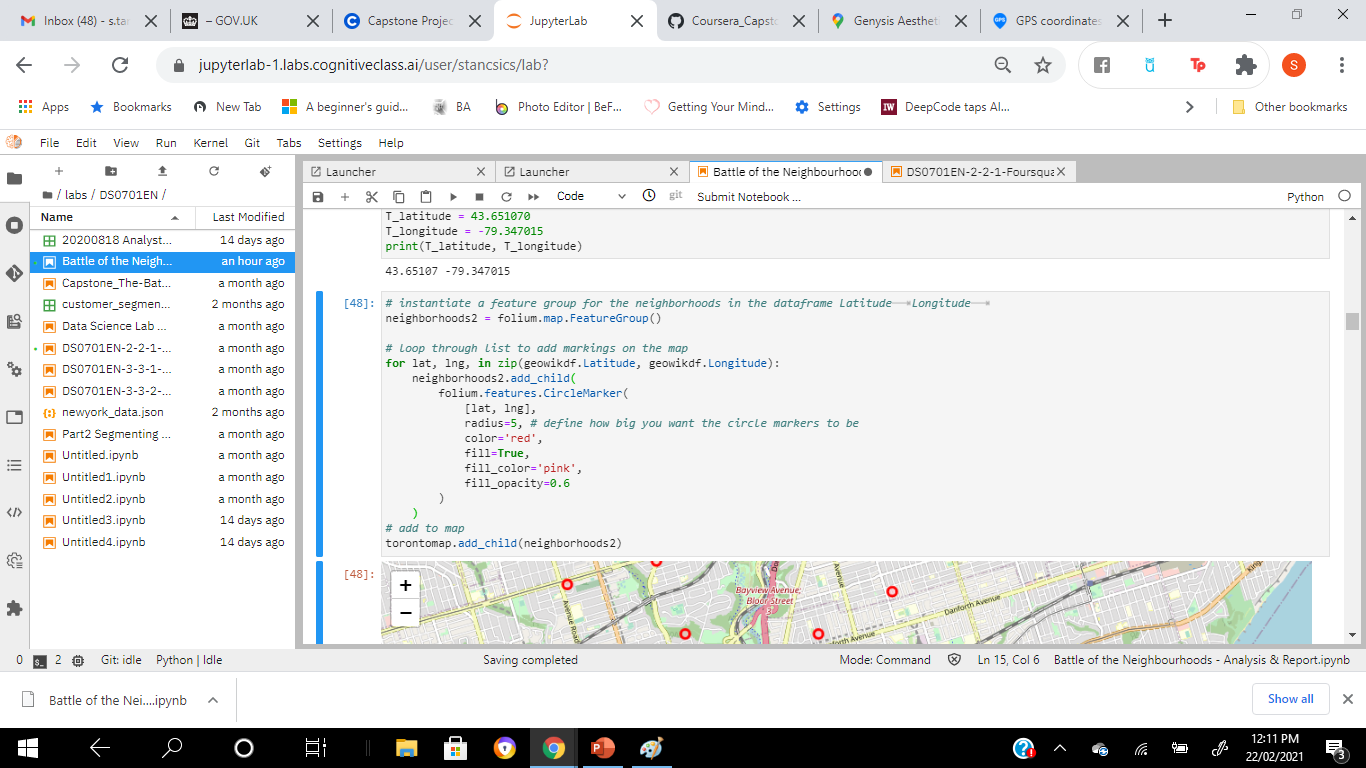 Inbox (48) - s.tar
– GOV.UK
Capstone Projec
JupyterLab
Coursera_Capst
Genysis Aestheti
GPS coordinates
jupyterlab-1.labs.cognitiveclass.ai/user/stancsics/lab?
S
Apps
Bookmarks
New Tab
A beginner's guid...
BA
Photo Editor | BeF...
Getting Your Mind...
Settings
DeepCode taps AI...
Other bookmarks
File Edit View Run Kernel Git Tabs Settings Help
Launcher
Launcher
Battle of the Neighbourhoo
DS0701EN-2-2-1-Foursqua
/ labs / DS0701EN /
Code
git
Submit Notebook ...
Python
Name Last Modified
20200818 Analyst... 14 days ago
Battle of the Neigh... an hour ago
Capstone_The-Bat... a month ago
customer_segmen... 2 months ago
Data Science Lab ... a month ago
DS0701EN-2-2-1-... a month ago
DS0701EN-3-3-1-... a month ago
DS0701EN-3-3-2-... a month ago
newyork_data.json 2 months ago
Part2 Segmenting ... a month ago
Untitled.ipynb a month ago
Untitled1.ipynb a month ago
Untitled2.ipynb a month ago
Untitled3.ipynb 14 days ago
Untitled4.ipynb 14 days ago
T_latitude = 43.651070
T_longitude = -79.347015
print(T_latitude, T_longitude)
43.65107 -79.347015
[48]: # instantiate a feature group for the neighborhoods in the dataframe Latitude Longitude
neighborhoods2 = folium.map.FeatureGroup()
# loop through list to add markings on the map
for lat, lng, in zip(geowikdf.Latitude, geowikdf.Longitude):
neighborhoods2.add_child(
folium.features.CircleMarker(
[lat, lng],
radius=5, # define how big you want the circle markers to be
color='red',
fill=True,
fill_color='pink',
fill_opacity=0.6
)
)
# add to map
torontomap.add_child(neighborhoods2)
[48]:
+
−
Avenue Road
Bayview Avenue;
Bloor Street
3
Avenue
Danforth Avenue
0
2
Git: idle
Python | Idle
Saving completed
Mode: Command
Ln 15, Col 6
Battle of the Neighbourhoods - Analysis & Report.ipynb
Battle of the Nei....ipynb
Show all
12:11 PM
22/02/2021
3